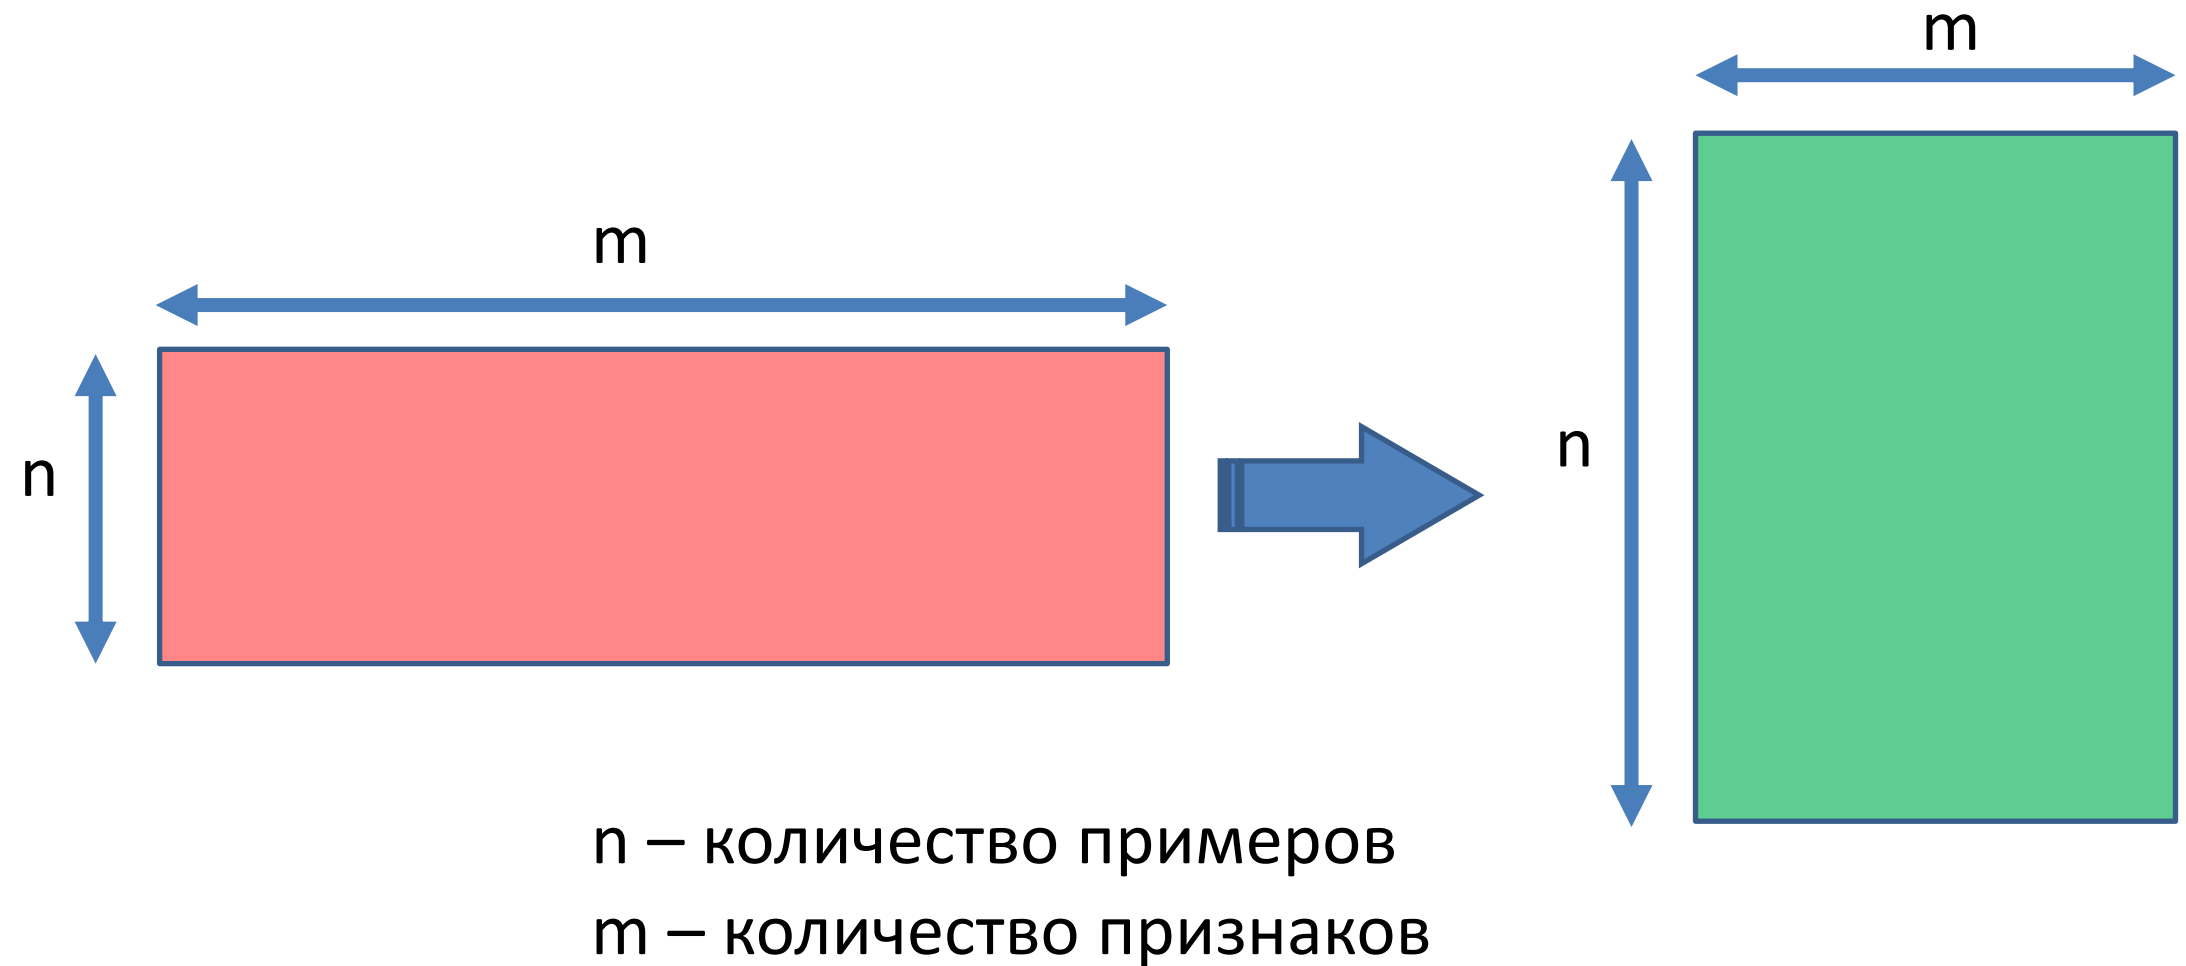 m
n
m
n
n – количество примеров
m – количество признаков